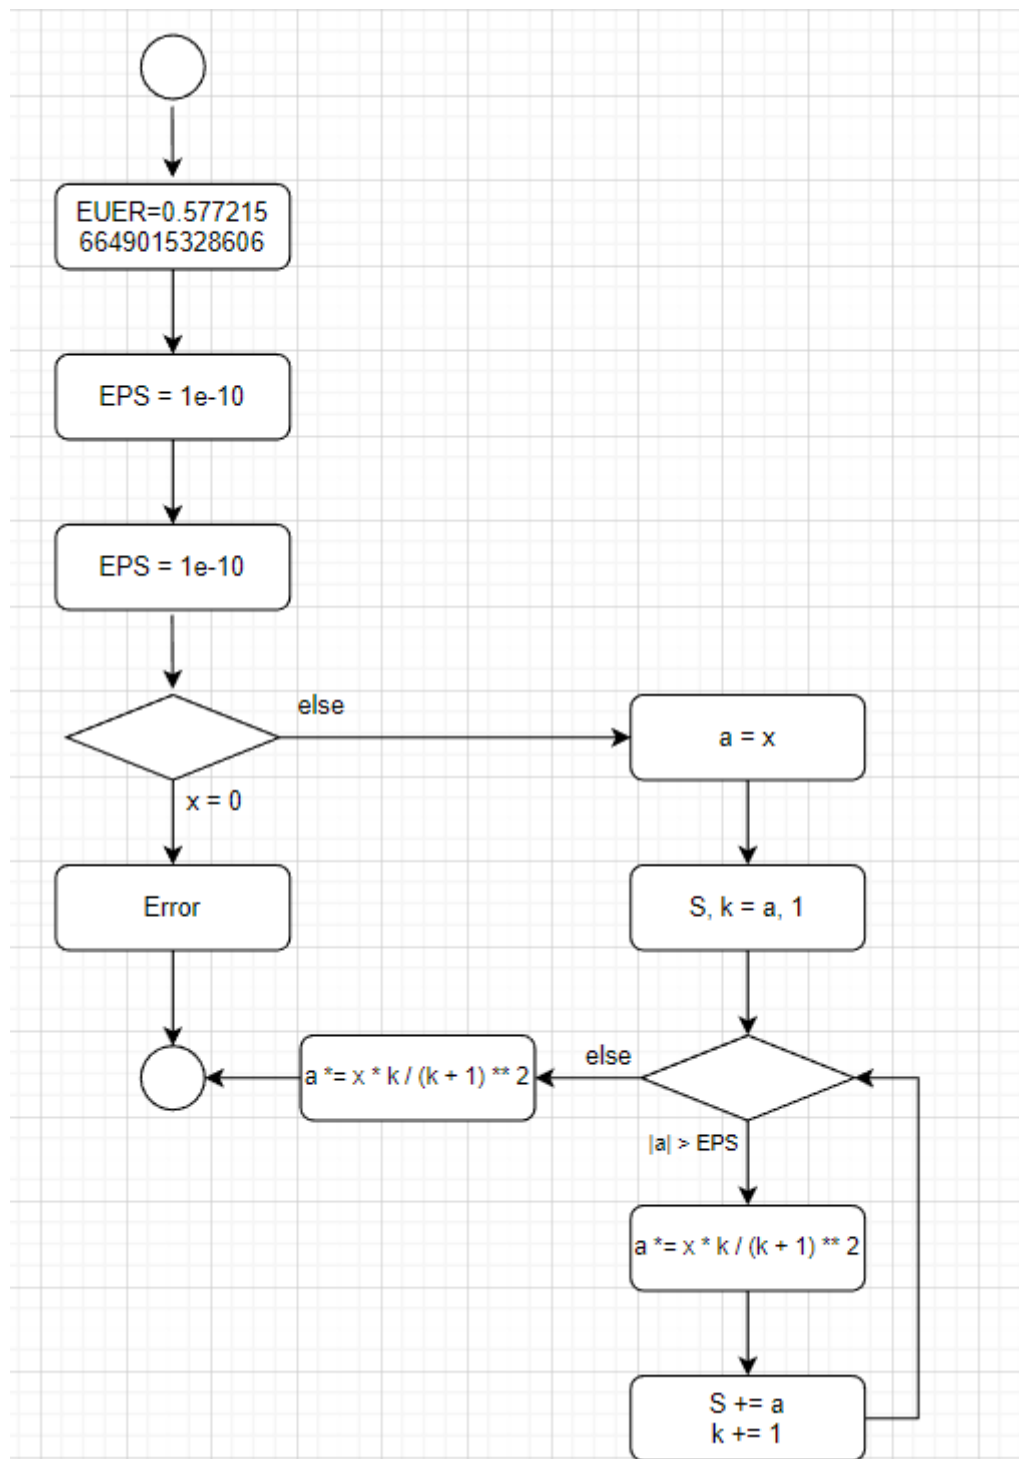 EUER=0.577215
6649015328606
EPS = 1e-10
EPS = 1e-10
else
a = x
x = 0
Error
S, k = a, 1
else
a *= x * k / (k + 1) ** 2
|a| > EPS
a *= x * k / (k + 1) ** 2
S += a
k += 1